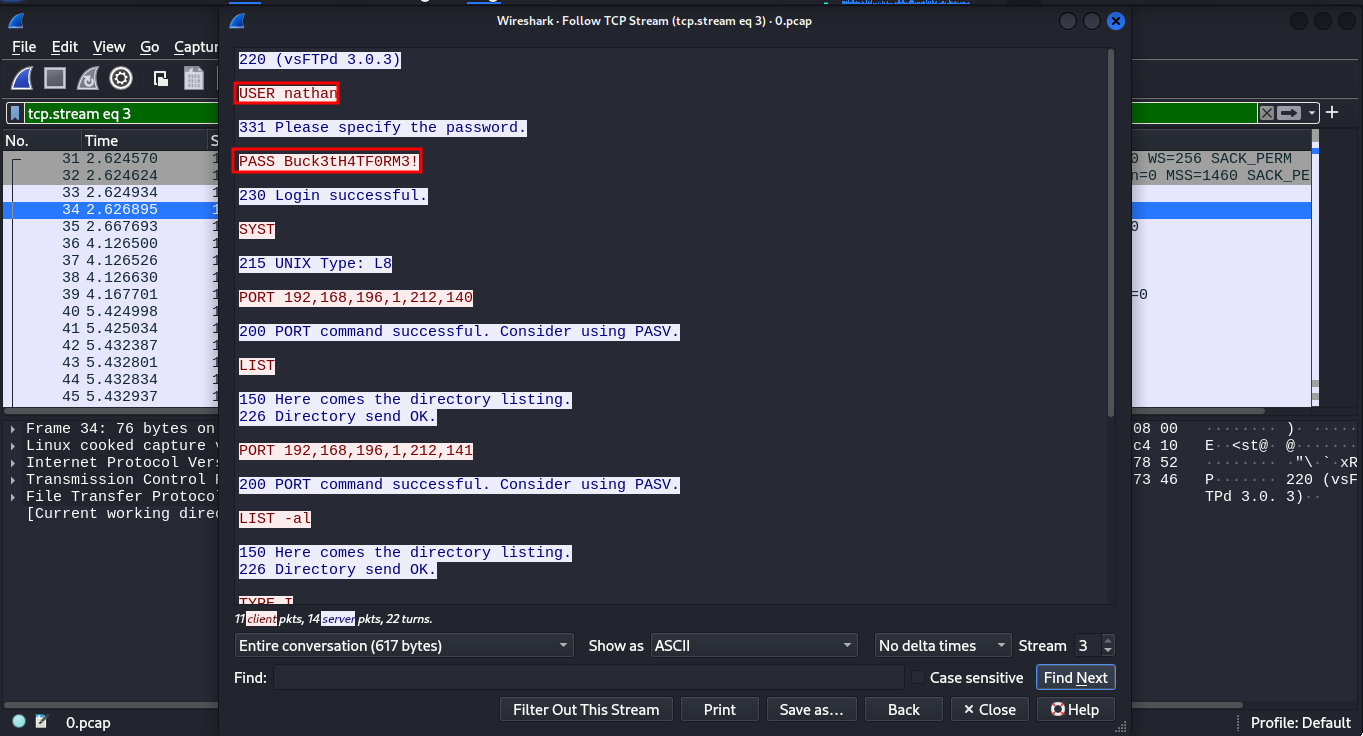 Wireshark · Follow TCP Stream (tcp.stream eq 3) · 0.pcap
File Edit View Go Captur
tcp.stream eq 3
No. Time S
31 2.624570 1
32 2.624624 1
33 2.624934 1
34 2.626895 1
35 2.667693 1
36 4.126500 1
37 4.126526 1
38 4.126630 1
39 4.167701 1
40 5.424998 1
41 5.425034 1
42 5.432387 1
43 5.432801 1
44 5.432834 1
45 5.432937 1
Frame 34: 76 bytes on
Linux cooked capture
Internet Protocol Vers
Transmission Control
File Transfer Protoco
[Current working direc
220 (vsFTPd 3.0.3)
USER nathan
331 Please specify the password.
PASS Buck3tH4TF0RM3!
230 Login successful.
SYST
215 UNIX Type: L8
PORT 192,168,196,1,212,140
200 PORT command successful. Consider using PASV.
LIST
150 Here comes the directory listing.
226 Directory send OK.
PORT 192,168,196,1,212,141
200 PORT command successful. Consider using PASV.
LIST -al
150 Here comes the directory listing.
226 Directory send OK.
TYPE I
11 client pkts, 14 server pkts, 22 turns.
Entire conversation (617 bytes) Show as ASCII No delta times Stream 3
Find: Case sensitive Find Next
Filter Out This Stream Print Save as… Back × Close Help
0 WS=256 SACK_PERM
n=0 MSS=1460 SACK_PE
0
=0
08 00 ········ )· ·····
c4 10 E··<st@· @·······
78 52 ········ ·"\·`·xR
73 46 P······· 220 (vsF
TPd 3.0. 3)··
0.pcap
Profile: Default